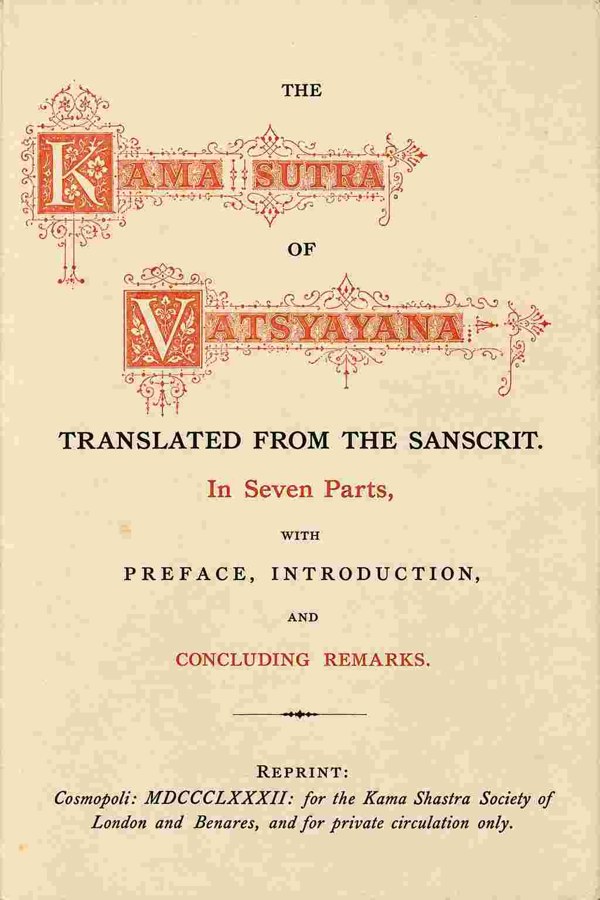 THE
KAMA SUTRA
OF
VATSYAYANA
TRANSLATED FROM THE SANSCRIT.
In Seven Parts,
WITH
PREFACE, INTRODUCTION,
AND
CONCLUDING REMARKS.
REPRINT:
Cosmopoli: MDCCCLXXXII: for the Kama Shastra Society of
London and Benares, and for private circulation only.